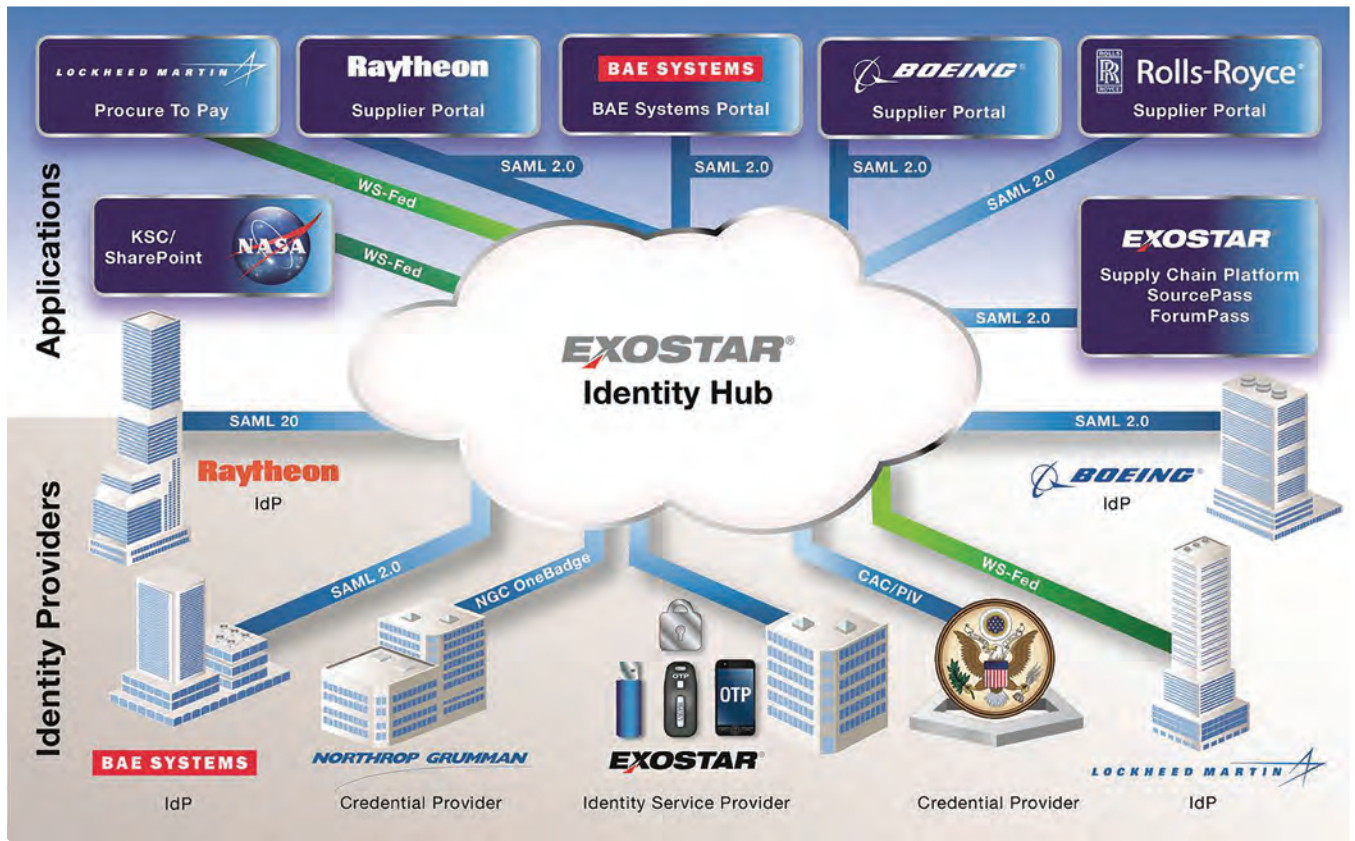 LOCKHEED MARTIN
Procure To Pay
Raytheon
Supplier Portal
BAE SYSTEMS
BAE Systems Portal
BOEING®
Supplier Portal
ROLLS
RR
ROYCE
Rolls-Royce®
Supplier Portal
WS-Fed
SAML 2.0
SAML 2.0
SAML 2.0
SAML 2.0
Applications
KSC/
SharePoint
NASA
WS-Fed
EXOSTAR®
Supply Chain Platform
SourcePass
ForumPass
SAML 2.0
EXOSTAR®
Identity Hub
SAML 20
Raytheon
IdP
SAML 2.0
BOEING®
IdP
Identity Providers
SAML 2.0
BAE SYSTEMS
IdP
NGC OneBadge
NORTHROP GRUMMAN
Credential Provider
OTP
OTP
EXOSTAR®
Identity Service Provider
CAC/PIV
Credential Provider
WS-Fed
LOCKHEED MARTIN
IdP